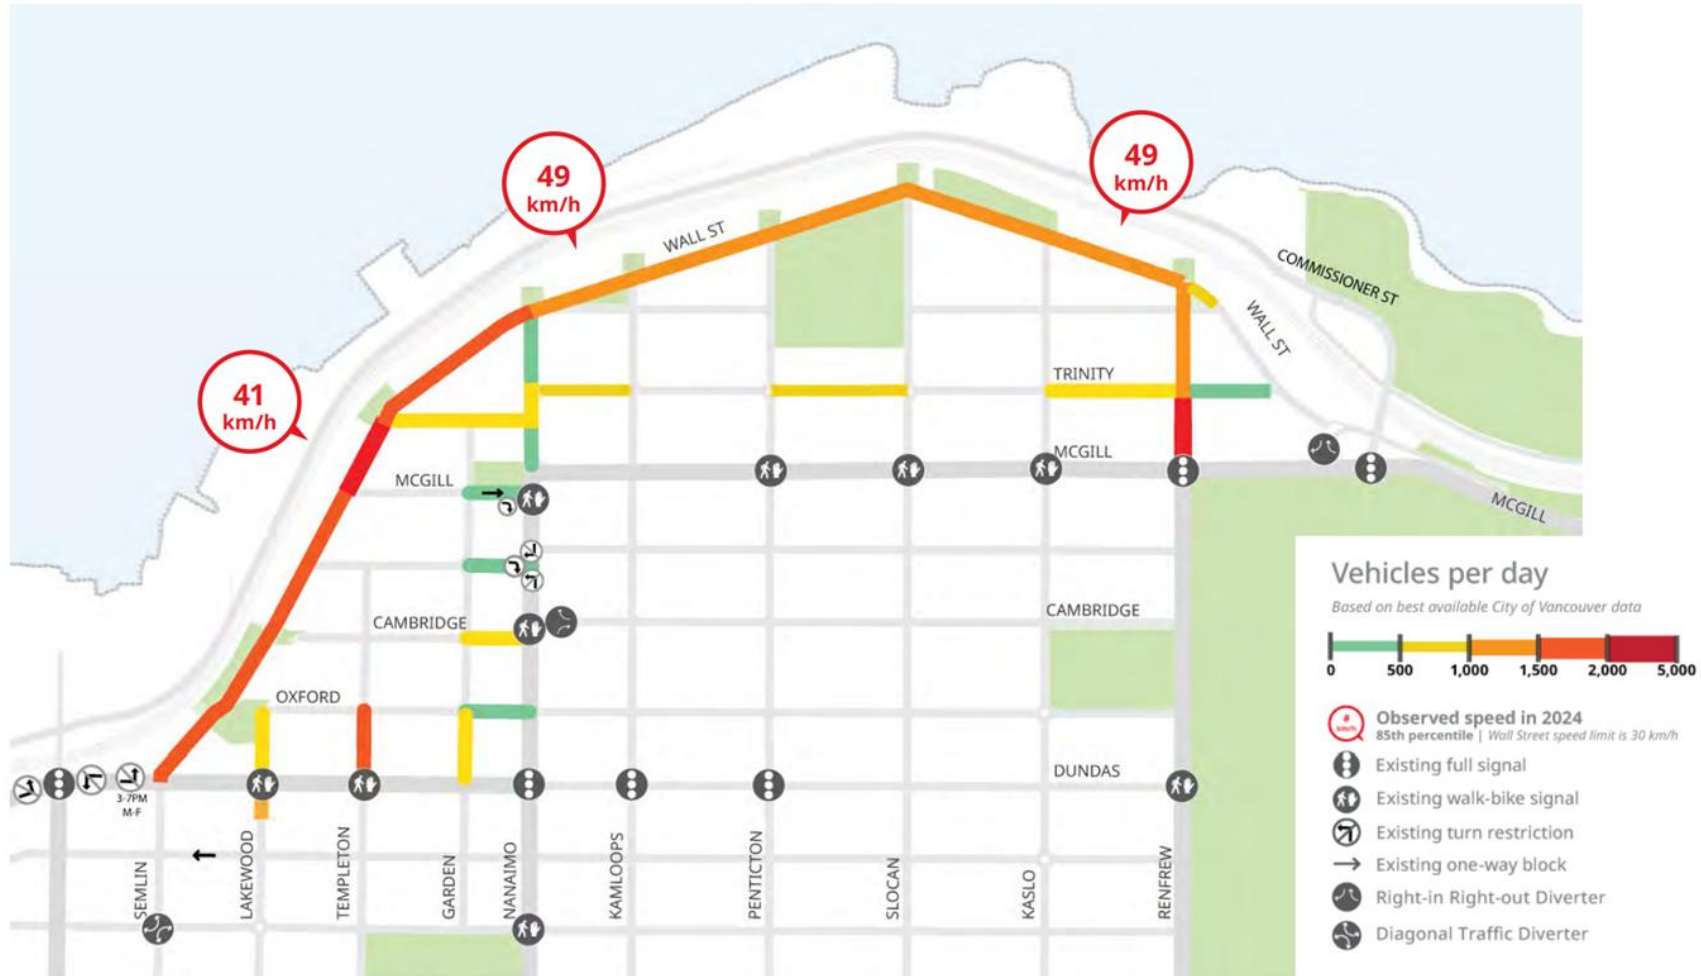 49
km/h
49
km/h
WALL ST
COMMISSIONER ST
WALL ST
41
km/h
TRINITY
MCGILL
MCGILL
MCGILL
CAMBRIDGE
CAMBRIDGE
OXFORD
DUNDAS
3-7PM
M-F
SEMLIN
LAKEWOOD
TEMPLETON
GARDEN
NANAIMO
KAMLOOPS
PENTICTON
SLOCAN
KASLO
RENFREW
Vehicles per day
Based on best available City of Vancouver data
0 500 1,000 1,500 2,000 5,000
#
km/h
Observed speed in 2024
85th percentile | Wall Street speed limit is 30 km/h
Existing full signal
Existing walk-bike signal
Existing turn restriction
Existing one-way block
Right-in Right-out Diverter
Diagonal Traffic Diverter